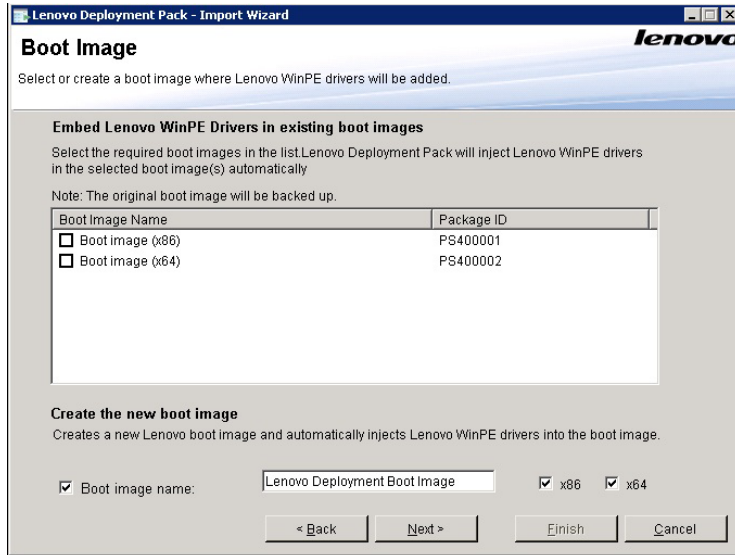 Lenovo Deployment Pack - Import Wizard
Boot Image
lenovo
Select or create a boot image where Lenovo WinPE drivers will be added.
Embed Lenovo WinPE Drivers in existing boot images
Select the required boot images in the list.Lenovo Deployment Pack will inject Lenovo WinPE drivers
in the selected boot image(s) automatically
Note: The original boot image will be backed up.
Boot Image Name Package ID
Boot image (x86) PS400001
Boot image (x64) PS400002
Create the new boot image
Creates a new Lenovo boot image and automatically injects Lenovo WinPE drivers into the boot image.
Boot image name: Lenovo Deployment Boot Image x86 x64
< Back Next > Finish Cancel